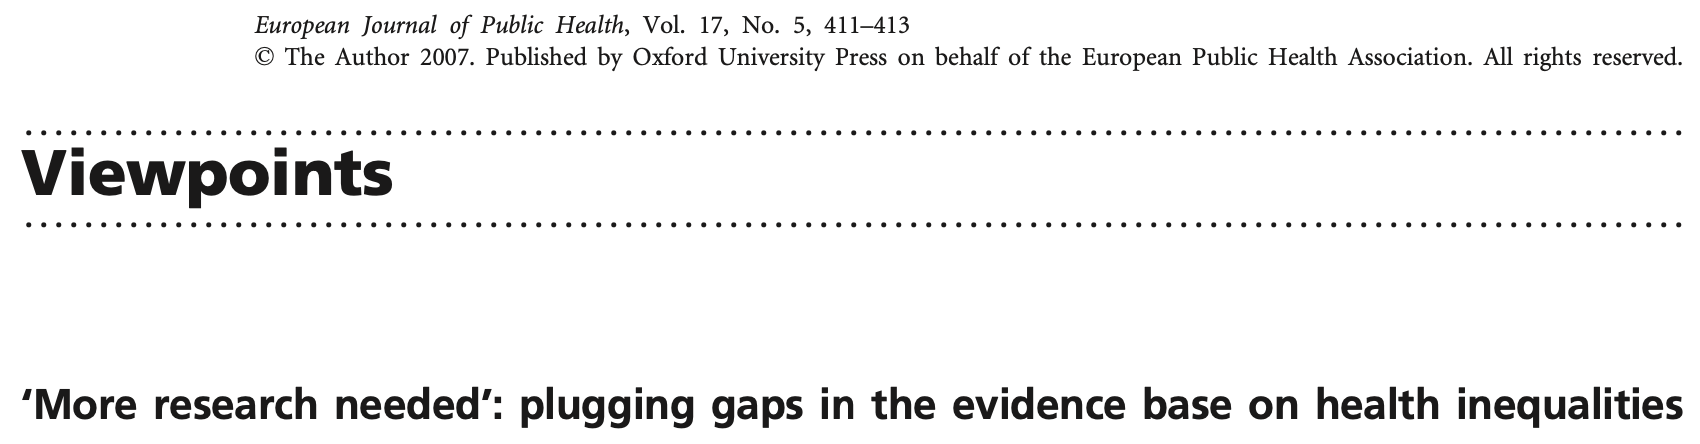 European Journal of Public Health, Vol. 17, No. 5, 411–413
© The Author 2007. Published by Oxford University Press on behalf of the European Public Health Association. All rights reserved.
Viewpoints
‘More research needed’: plugging gaps in the evidence base on health inequalities